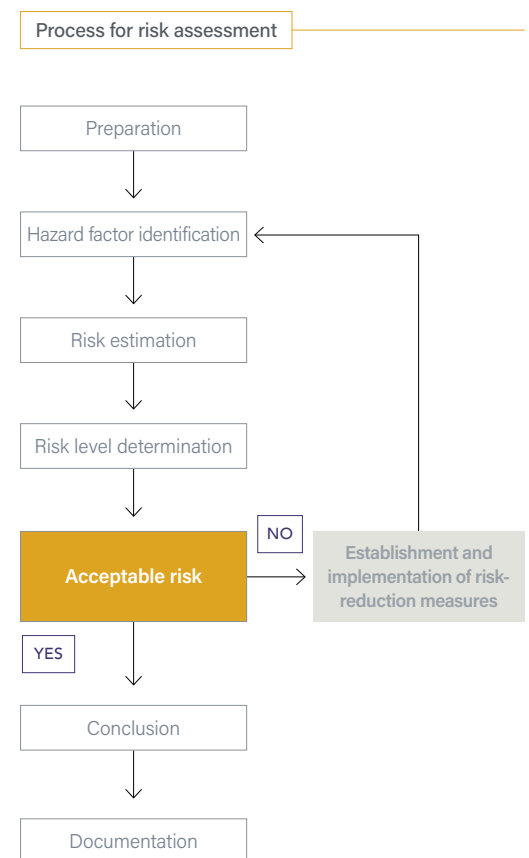 Process for risk assessment
Preparation
Hazard factor identification
Risk estimation
Risk level determination
Acceptable risk
NO
Establishment and
implementation of risk-
reduction measures
YES
Conclusion
Documentation